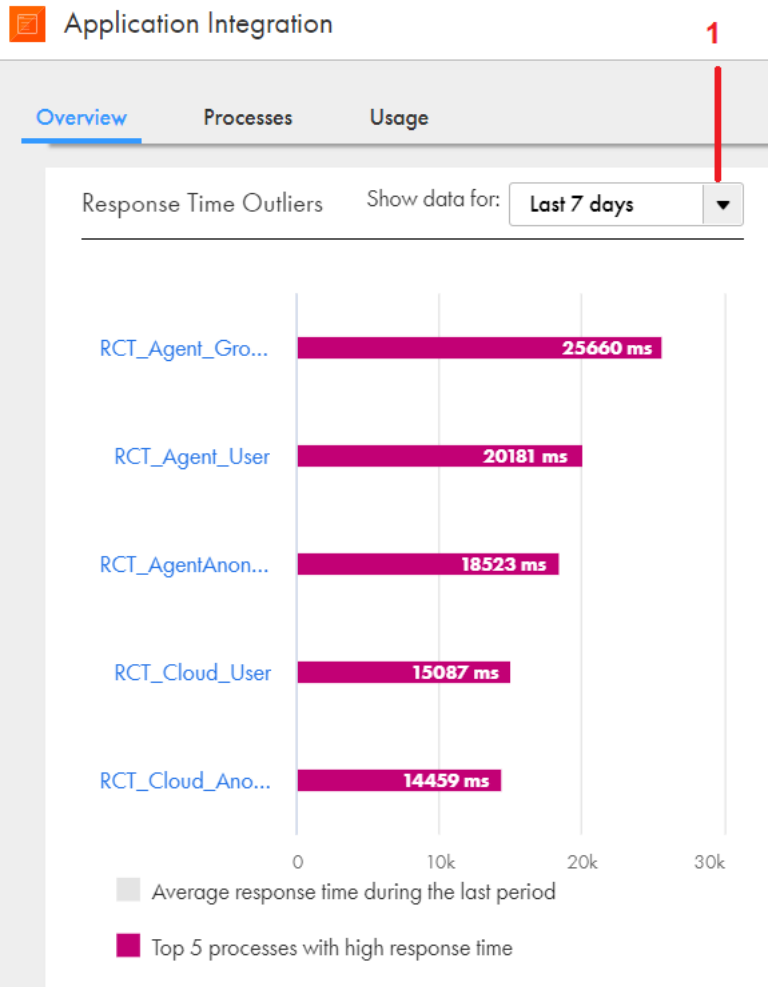 Application Integration
1
Overview Processes Usage
Response Time Outliers Show data for: Last 7 days
RCT_Agent_Gro... 25660 ms
RCT_Agent_User 20181 ms
RCT_AgentAnon... 18523 ms
RCT_Cloud_User 15087 ms
RCT_Cloud_Ano... 14459 ms
0 10k 20k 30k
Average response time during the last period
Top 5 processes with high response time